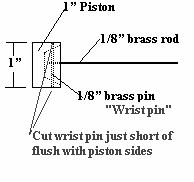 1" Piston
1/8" brass rod
1"
1/8" brass pin
"Wrist pin"
Cut wrist pin just short of
flush with piston sides